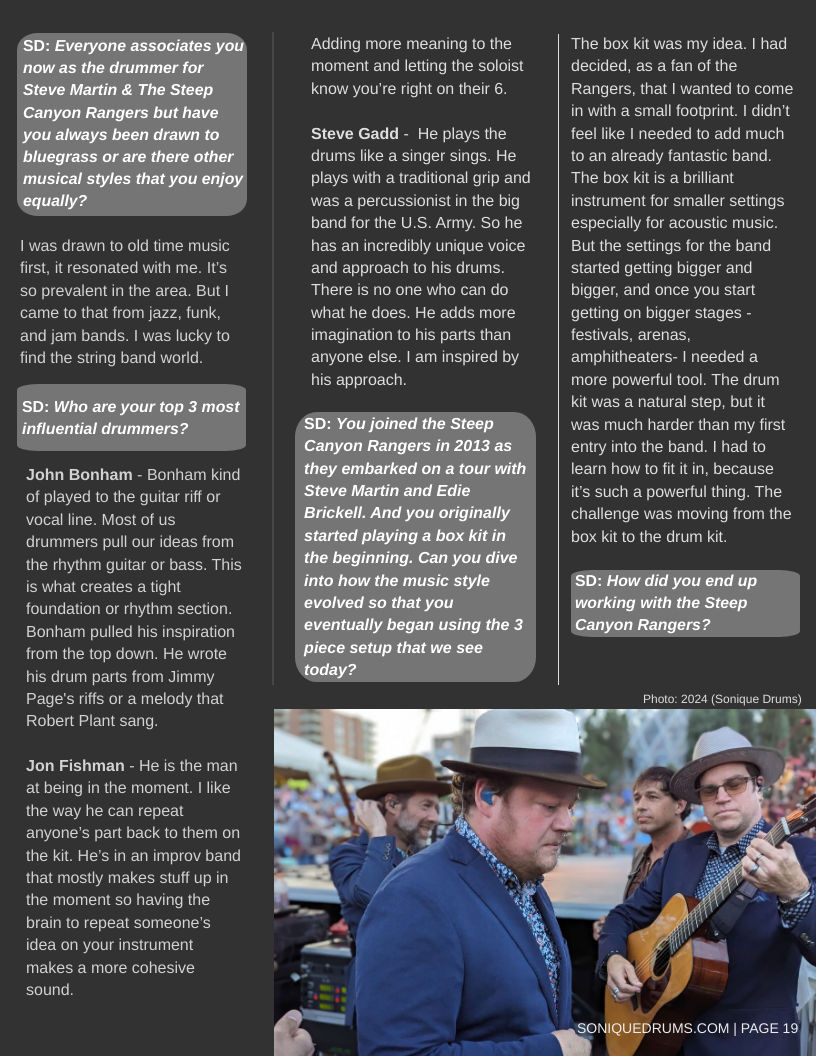 SD: Everyone associates you
now as the drummer for
Steve Martin & The Steep
Canyon Rangers but have
you always been drawn to
bluegrass or are there other
musical styles that you enjoy
equally?
I was drawn to old time music
first, it resonated with me. It’s
so prevalent in the area. But I
came to that from jazz, funk,
and jam bands. I was lucky to
find the string band world.
SD: Who are your top 3 most
influential drummers?
John Bonham - Bonham kind
of played to the guitar riff or
vocal line. Most of us
drummers pull our ideas from
the rhythm guitar or bass. This
is what creates a tight
foundation or rhythm section.
Bonham pulled his inspiration
from the top down. He wrote
his drum parts from Jimmy
Page's riffs or a melody that
Robert Plant sang.
Jon Fishman - He is the man
at being in the moment. I like
the way he can repeat
anyone’s part back to them on
the kit. He’s in an improv band
that mostly makes stuff up in
the moment so having the
brain to repeat someone’s
idea on your instrument
makes a more cohesive
sound.
Adding more meaning to the
moment and letting the soloist
know you’re right on their 6.
Steve Gadd -  He plays the
drums like a singer sings. He
plays with a traditional grip and
was a percussionist in the big
band for the U.S. Army. So he
has an incredibly unique voice
and approach to his drums.
There is no one who can do
what he does. He adds more
imagination to his parts than
anyone else. I am inspired by
his approach.
SD: You joined the Steep
Canyon Rangers in 2013 as
they embarked on a tour with
Steve Martin and Edie
Brickell. And you originally
started playing a box kit in
the beginning. Can you dive
into how the music style
evolved so that you
eventually began using the 3
piece setup that we see
today?
The box kit was my idea. I had
decided, as a fan of the
Rangers, that I wanted to come
in with a small footprint. I didn’t
feel like I needed to add much
to an already fantastic band.
The box kit is a brilliant
instrument for smaller settings
especially for acoustic music.
But the settings for the band
started getting bigger and
bigger, and once you start
getting on bigger stages -
festivals, arenas,
amphitheaters- I needed a
more powerful tool. The drum
kit was a natural step, but it
was much harder than my first
entry into the band. I had to
learn how to fit it in, because
it’s such a powerful thing. The
challenge was moving from the
box kit to the drum kit.
SD: How did you end up
working with the Steep
Canyon Rangers?
Photo: 2024 (Sonique Drums)
SONIQUEDRUMS.COM | PAGE 19